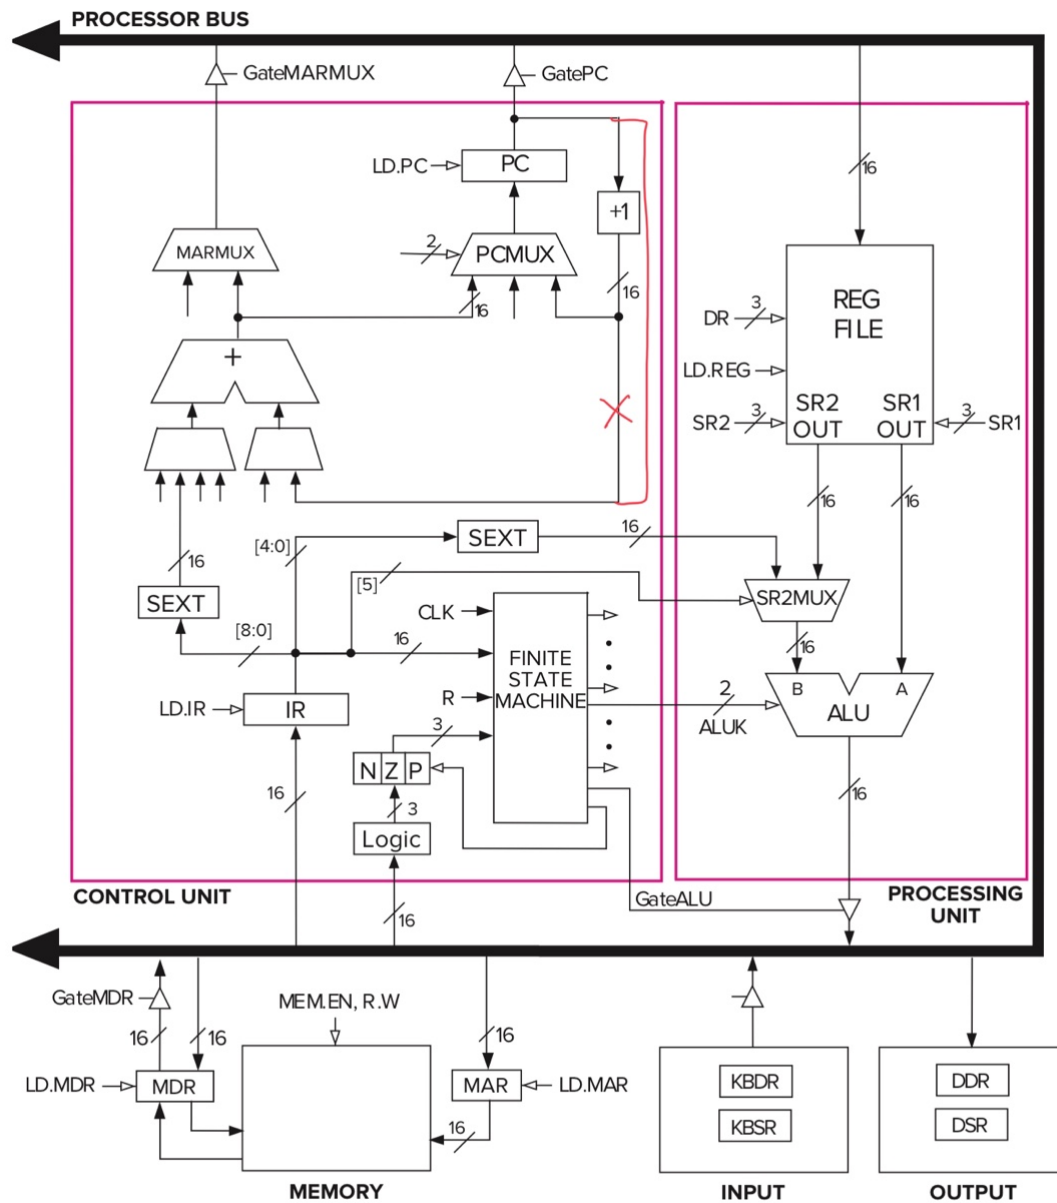 PROCESSOR BUS
GateMARMUX
GatePC
LD.PC
PC
16
+1
MARMUX
2
PCMUX
16
16
REG
FILE
DR
3
+
LD.REG
SR2
3
SR2
OUT
SR1
OUT
3
SR1
16
16
[4:0]
SEXT
16
16
[5]
SEXT
SR2MUX
CLK
[8:0]
16
FINITE
STATE
MACHINE
16
B
A
ALU
R
2
ALUK
LD.IR
IR
3
N Z P
16
3
16
Logic
CONTROL UNIT
GateALU
PROCESSING
UNIT
16
GateMDR
MEM.EN, R.W
16
16
16
LD.MDR
MDR
MAR
LD.MAR
KBDR
DDR
16
KBSR
DSR
MEMORY
INPUT
OUTPUT